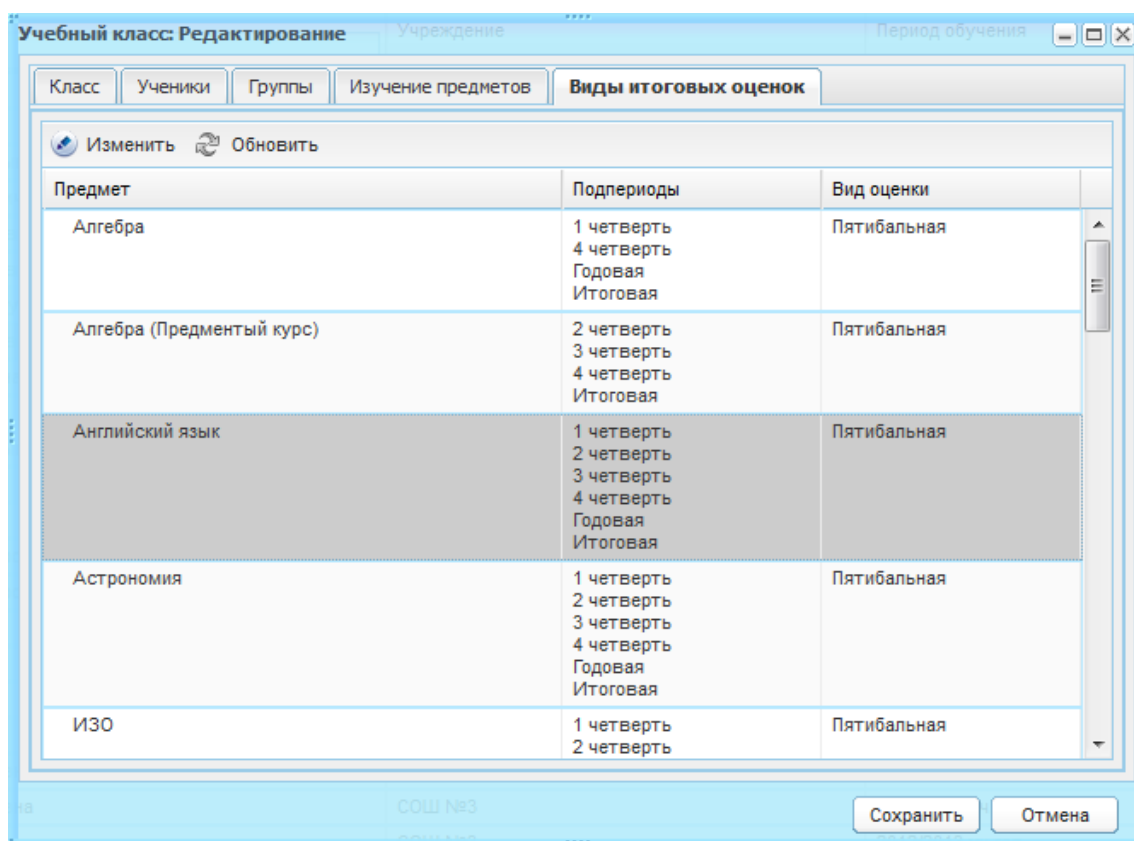 Учреждение Период обучения
Учебный класс: Редактирование
Класс Ученики Группы Изучение предметов Виды итоговых оценок
Изменить Обновить
Предмет Подпериоды Вид оценки
Алгебра 1 четверть Пятибальная
4 четверть
Годовая
Итоговая
Алгебра (Предментый курс) 2 четверть Пятибальная
3 четверть
4 четверть
Итоговая
Английский язык 1 четверть Пятибальная
2 четверть
3 четверть
4 четверть
Годовая
Итоговая
Астрономия 1 четверть Пятибальная
2 четверть
3 четверть
4 четверть
Годовая
Итоговая
ИЗО 1 четверть Пятибальная
2 четверть
СОШ №3
Сохранить Отмена